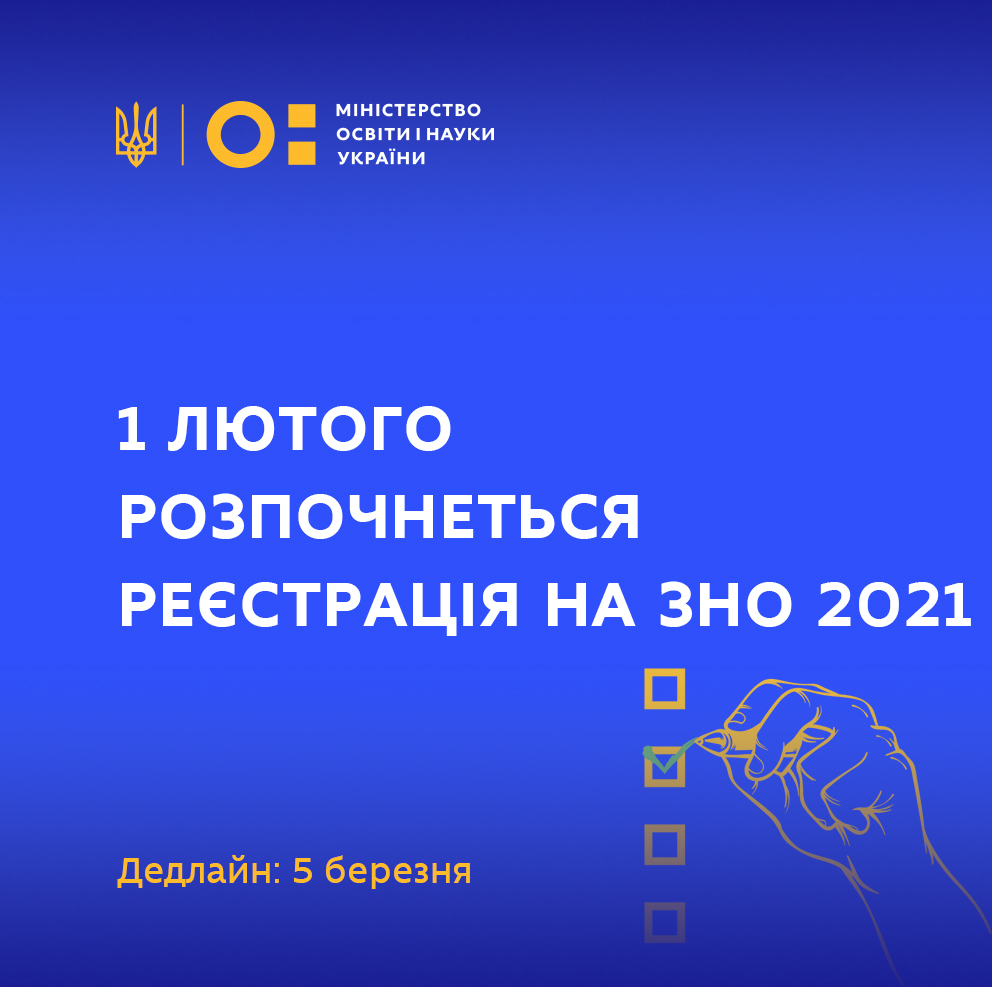 МІНІСТЕРСТВО
ОСВІТИ І НАУКИ
УКРАЇНИ
1 ЛЮТОГО
РОЗПОЧНЕТЬСЯ
РЕЄСТРАЦІЯ НА ЗНО 2021
Дедлайн: 5 березня